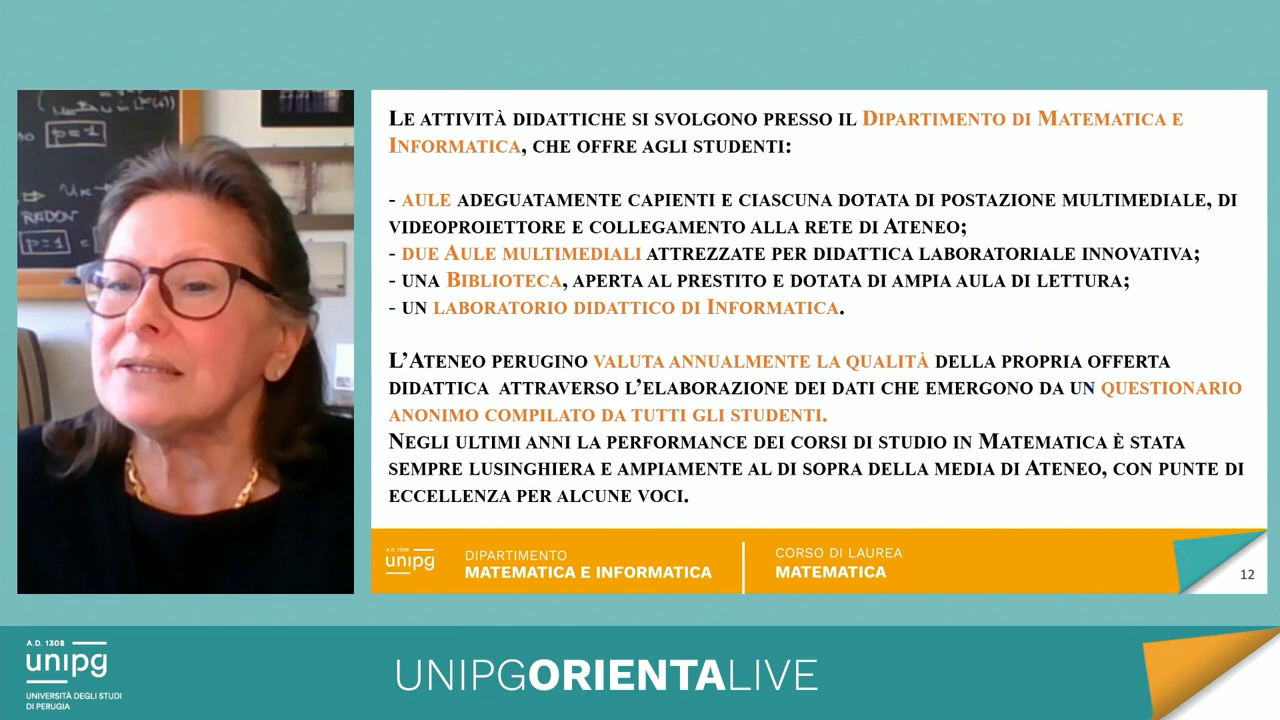 p=1
RADON
p=1
LE ATTIVITÀ DIDATTICHE SI SVOLGONO PRESSO IL DIPARTIMENTO DI MATEMATICA E
INFORMATICA, CHE OFFRE AGLI STUDENTI:
- AULE ADEGUATAMENTE CAPIENTI E CIASCUNA DOTATA DI POSTAZIONE MULTIMEDIALE, DI
VIDEOPROIETTORE E COLLEGAMENTO ALLA RETE DI ATENEO;
- DUE AULE MULTIMEDIALI ATTREZZATE PER DIDATTICA LABORATORIALE INNOVATIVA;
- UNA BIBLIOTECA, APERTA AL PRESTITO E DOTATA DI AMPIA AULA DI LETTURA;
- UN LABORATORIO DIDATTICO DI INFORMATICA.
L'ATENEO PERUGINO VALUTA ANNUALMENTE LA QUALITÀ DELLA PROPRIA OFFERTA
DIDATTICA ATTRAVERSO L'ELABORAZIONE DEI DATI CHE EMERGONO DA UN QUESTIONARIO
ANONIMO COMPILATO DA TUTTI GLI STUDENTI.
NEGLI ULTIMI ANNI LA PERFORMANCE DEI CORSI DI STUDIO IN MATEMATICA È STATA
SEMPRE LUSINGHIERA E AMPIAMENTE AL DI SOPRA DELLA MEDIA DI ATENEO, CON PUNTE DI
ECCELLENZA PER ALCUNE VOCI.
A.D. 1308
unipg
DIPARTIMENTO
MATEMATICA E INFORMATICA
CORSO DI LAUREA
MATEMATICA
12
A.D. 1308
unipg
UNIVERSITÀ DEGLI STUDI
DI PERUGIA
UNIPGORIENTALIVE